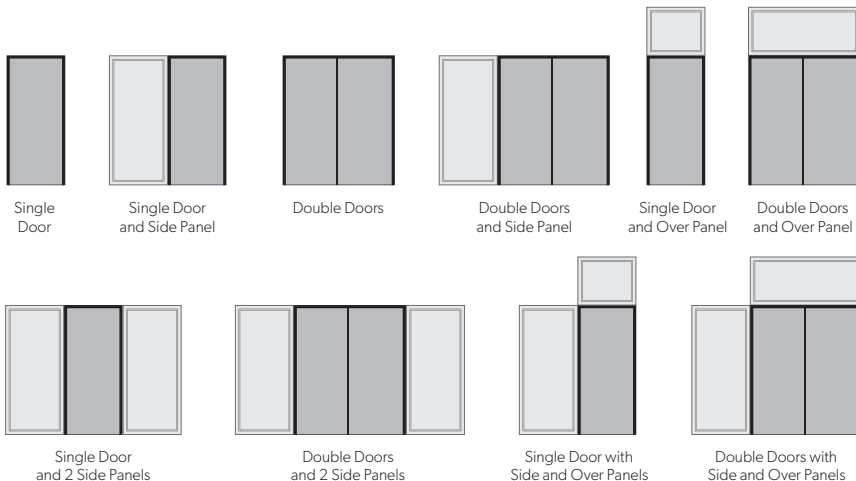 Single
Door
Single Door
and Side Panel
Double Doors
Double Doors
and Side Panel
Single Door
and Over Panel
Double Doors
and Over Panel
Single Door
and 2 Side Panels
Double Doors
and 2 Side Panels
Single Door with
Side and Over Panels
Double Doors with
Side and Over Panels